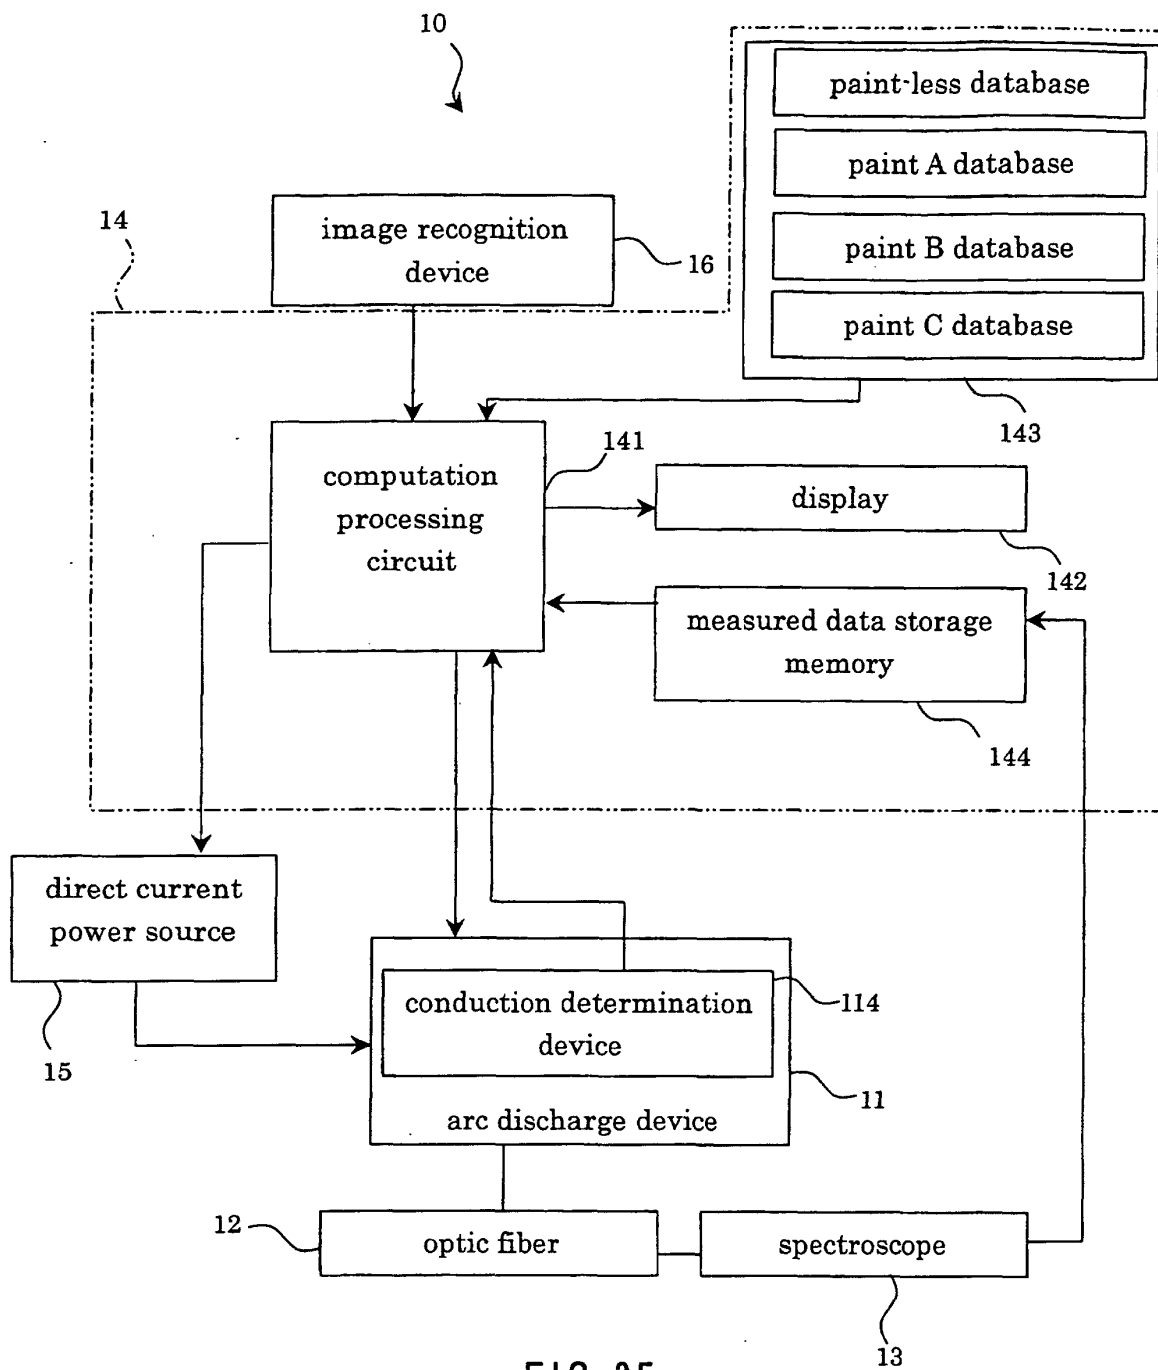 10
paint-less database
paint A database
paint B database
paint C database
143
14
image recognition
device
16
computation
processing
circuit
141
display
142
measured data storage
memory
144
direct current
power source
15
conduction determination
device
114
arc discharge device
11
12
optic fiber
spectroscope
13